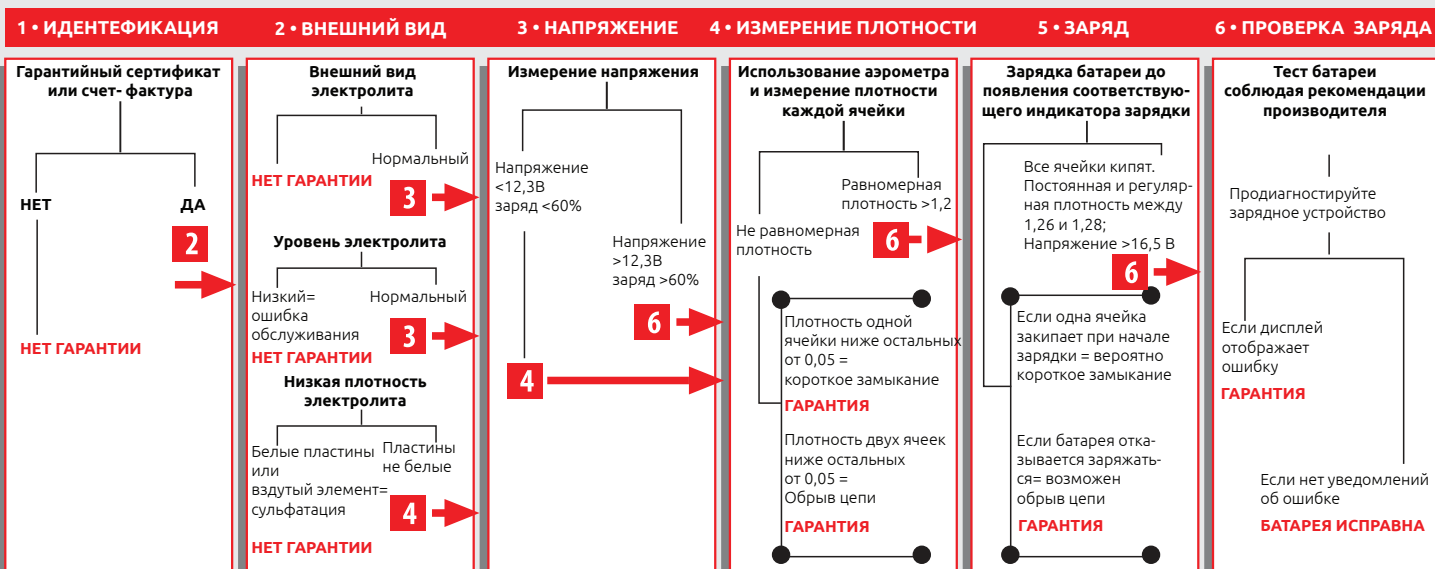 1 • ИДЕНТЕФИКАЦИЯ
2 • ВНЕШНИЙ ВИД
3 • НАПРЯЖЕНИЕ
4 • ИЗМЕРЕНИЕ ПЛОТНОСТИ
5 • ЗАРЯД
6 • ПРОВЕРКА ЗАРЯДА
Гарантийный сертификат
или счет- фактура
НЕТ
ДА
2
НЕТ ГАРАНТИИ
Внешний вид
электролита
Нормальный
НЕТ ГАРАНТИИ
3
Уровень электролита
Низкий=
ошибка
обслуживания
Нормальный
НЕТ ГАРАНТИИ
3
Низкая плотность
электролита
Белые пластины
или
вздутый элемент=
сульфатация
Пластины
не белые
4
НЕТ ГАРАНТИИ
Измерение напряжения
Напряжение
<12,3В
заряд <60%
Напряжение
>12,3В
заряд >60%
6
4
Использование аэрометра
и измерение плотности
каждой ячейки
Равномерная
плотность >1,2
Не равномерная
плотность
6
Плотность одной
ячейки ниже остальных
от 0,05 =
короткое замыкание
ГАРАНТИЯ
Плотность двух ячеек
ниже остальных
от 0,05 =
Обрыв цепи
ГАРАНТИЯ
Зарядка батареи до
появления соответствую-
щего индикатора зарядки
Все ячейки кипят.
Постоянная и регуляр-
ная плотность между
1,26 и 1,28;
Напряжение >16,5 В
6
Если одна ячейка
закипает при начале
зарядки = вероятно
короткое замыкание
Если батарея отка-
зывается заряжать-
ся= возможен
обрыв цепи
ГАРАНТИЯ
Тест батареи
соблюдая рекомендации
производителя
Продиагностируйте
зарядное устройство
Если дисплей
отображает
ошибку
ГАРАНТИЯ
Если нет уведомлений
об ошибке
БАТАРЕЯ ИСПРАВНА